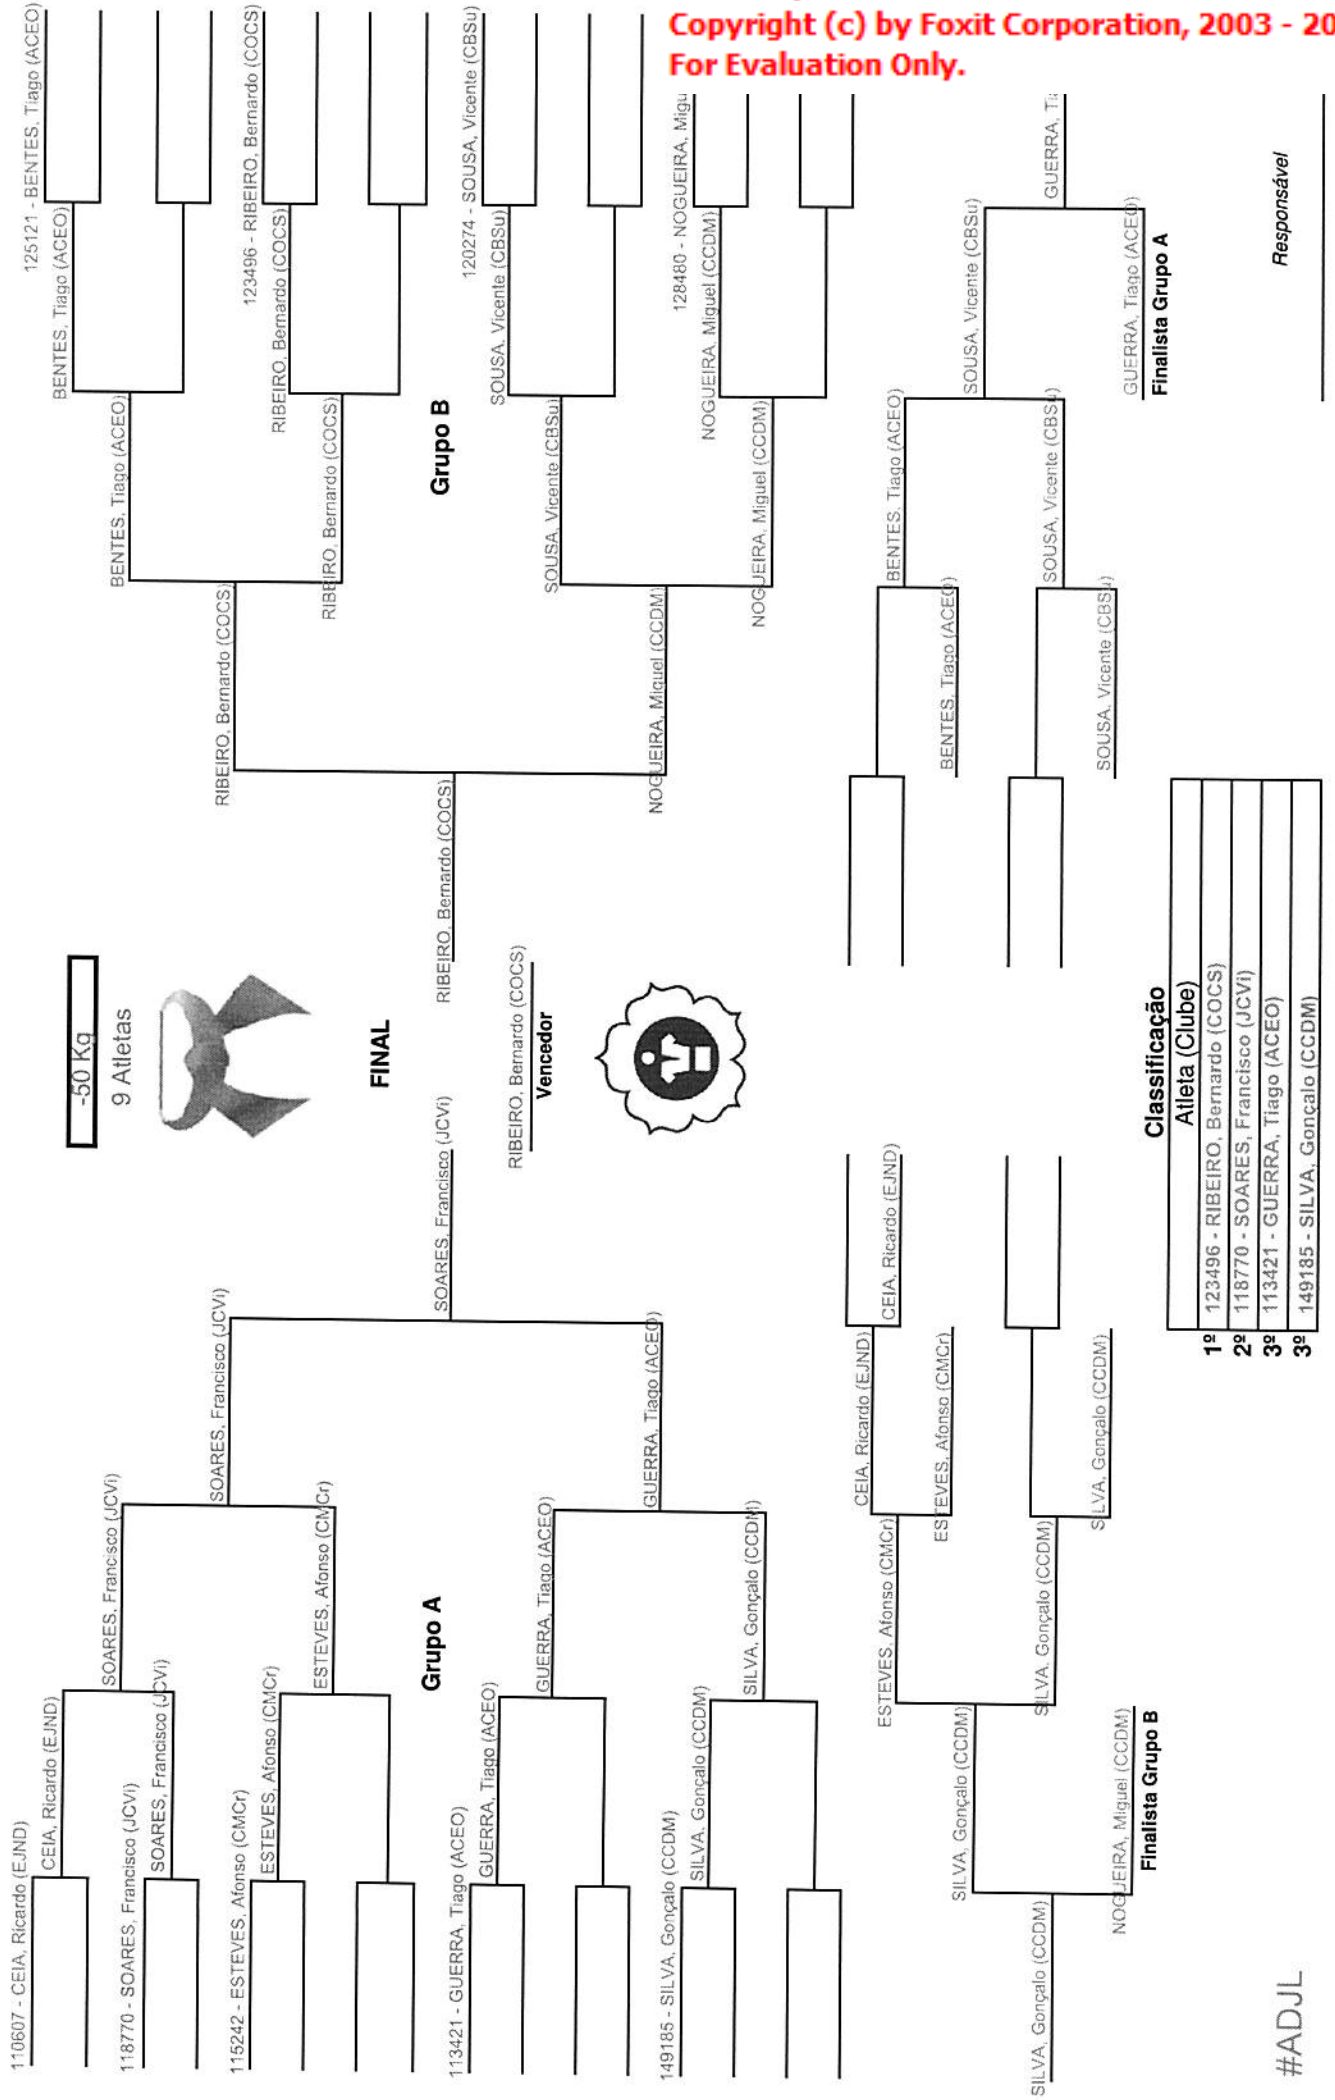 Copyright (c) by Foxit Corporation, 2003 - 20
For Evaluation Only.
-50 Kg
9 Atletas
FINAL
110607 - CEIA, Ricardo (EJND)
CEIA, Ricardo (EJND)
SOARES, Francisco (JCVi)
118770 - SOARES, Francisco (JCVi)
SOARES, Francisco (JCVi)
SOARES, Francisco (JCVi)
115242 - ESTEVES, Afonso (CMCr)
ESTEVES, Afonso (CMCr)
ESTEVES, Afonso (CMCr)
SOARES, Francisco (JCVi)
Grupo A
113421 - GUERRA, Tiago (ACEO)
GUERRA, Tiago (ACEO)
GUERRA, Tiago (ACEO)
GUERRA, Tiago (ACEO)
149185 - SILVA, Gonçalo (CCDM)
SILVA, Gonçalo (CCDM)
SILVA, Gonçalo (CCDM)
RIBEIRO, Bernardo (COCS)
RIBEIRO, Bernardo (COCS)
Vencedor
125121 - BENTES, Tiago (ACEO)
BENTES, Tiago (ACEO)
BENTES, Tiago (ACEO)
RIBEIRO, Bernardo (COCS)
123496 - RIBEIRO, Bernardo (COCS)
RIBEIRO, Bernardo (COCS)
RIBEIRO, Bernardo (COCS)
Grupo B
120274 - SOUSA, Vicente (CBSu)
SOUSA, Vicente (CBSu)
SOUSA, Vicente (CBSu)
NOGUEIRA, Miguel (CCDM)
128480 - NOGUEIRA, Migu
NOGUEIRA, Miguel (CCDM)
NOGUEIRA, Miguel (CCDM)
CEIA, Ricardo (EJND)
CEIA, Ricardo (EJND)
ESTEVES, Afonso (CMCr)
ESTEVES, Afonso (CMCr)
SILVA, Gonçalo (CCDM)
SILVA, Gonçalo (CCDM)
SILVA, Gonçalo (CCDM)
SILVA, Gonçalo (CCDM)
NOGUEIRA, Miguel (CCDM)
Finalista Grupo B
BENTES, Tiago (ACEO)
BENTES, Tiago (ACEO)
SOUSA, Vicente (CBSu)
SOUSA, Vicente (CBSu)
SOUSA, Vicente (CBSu)
GUERRA, Ti
GUERRA, Tiago (ACEO)
Finalista Grupo A
Classificação
Atleta (Clube)
1º 123496 - RIBEIRO, Bernardo (COCS)
2º 118770 - SOARES, Francisco (JCVi)
3º 113421 - GUERRA, Tiago (ACEO)
3º 149185 - SILVA, Gonçalo (CCDM)
#ADJL
Responsável